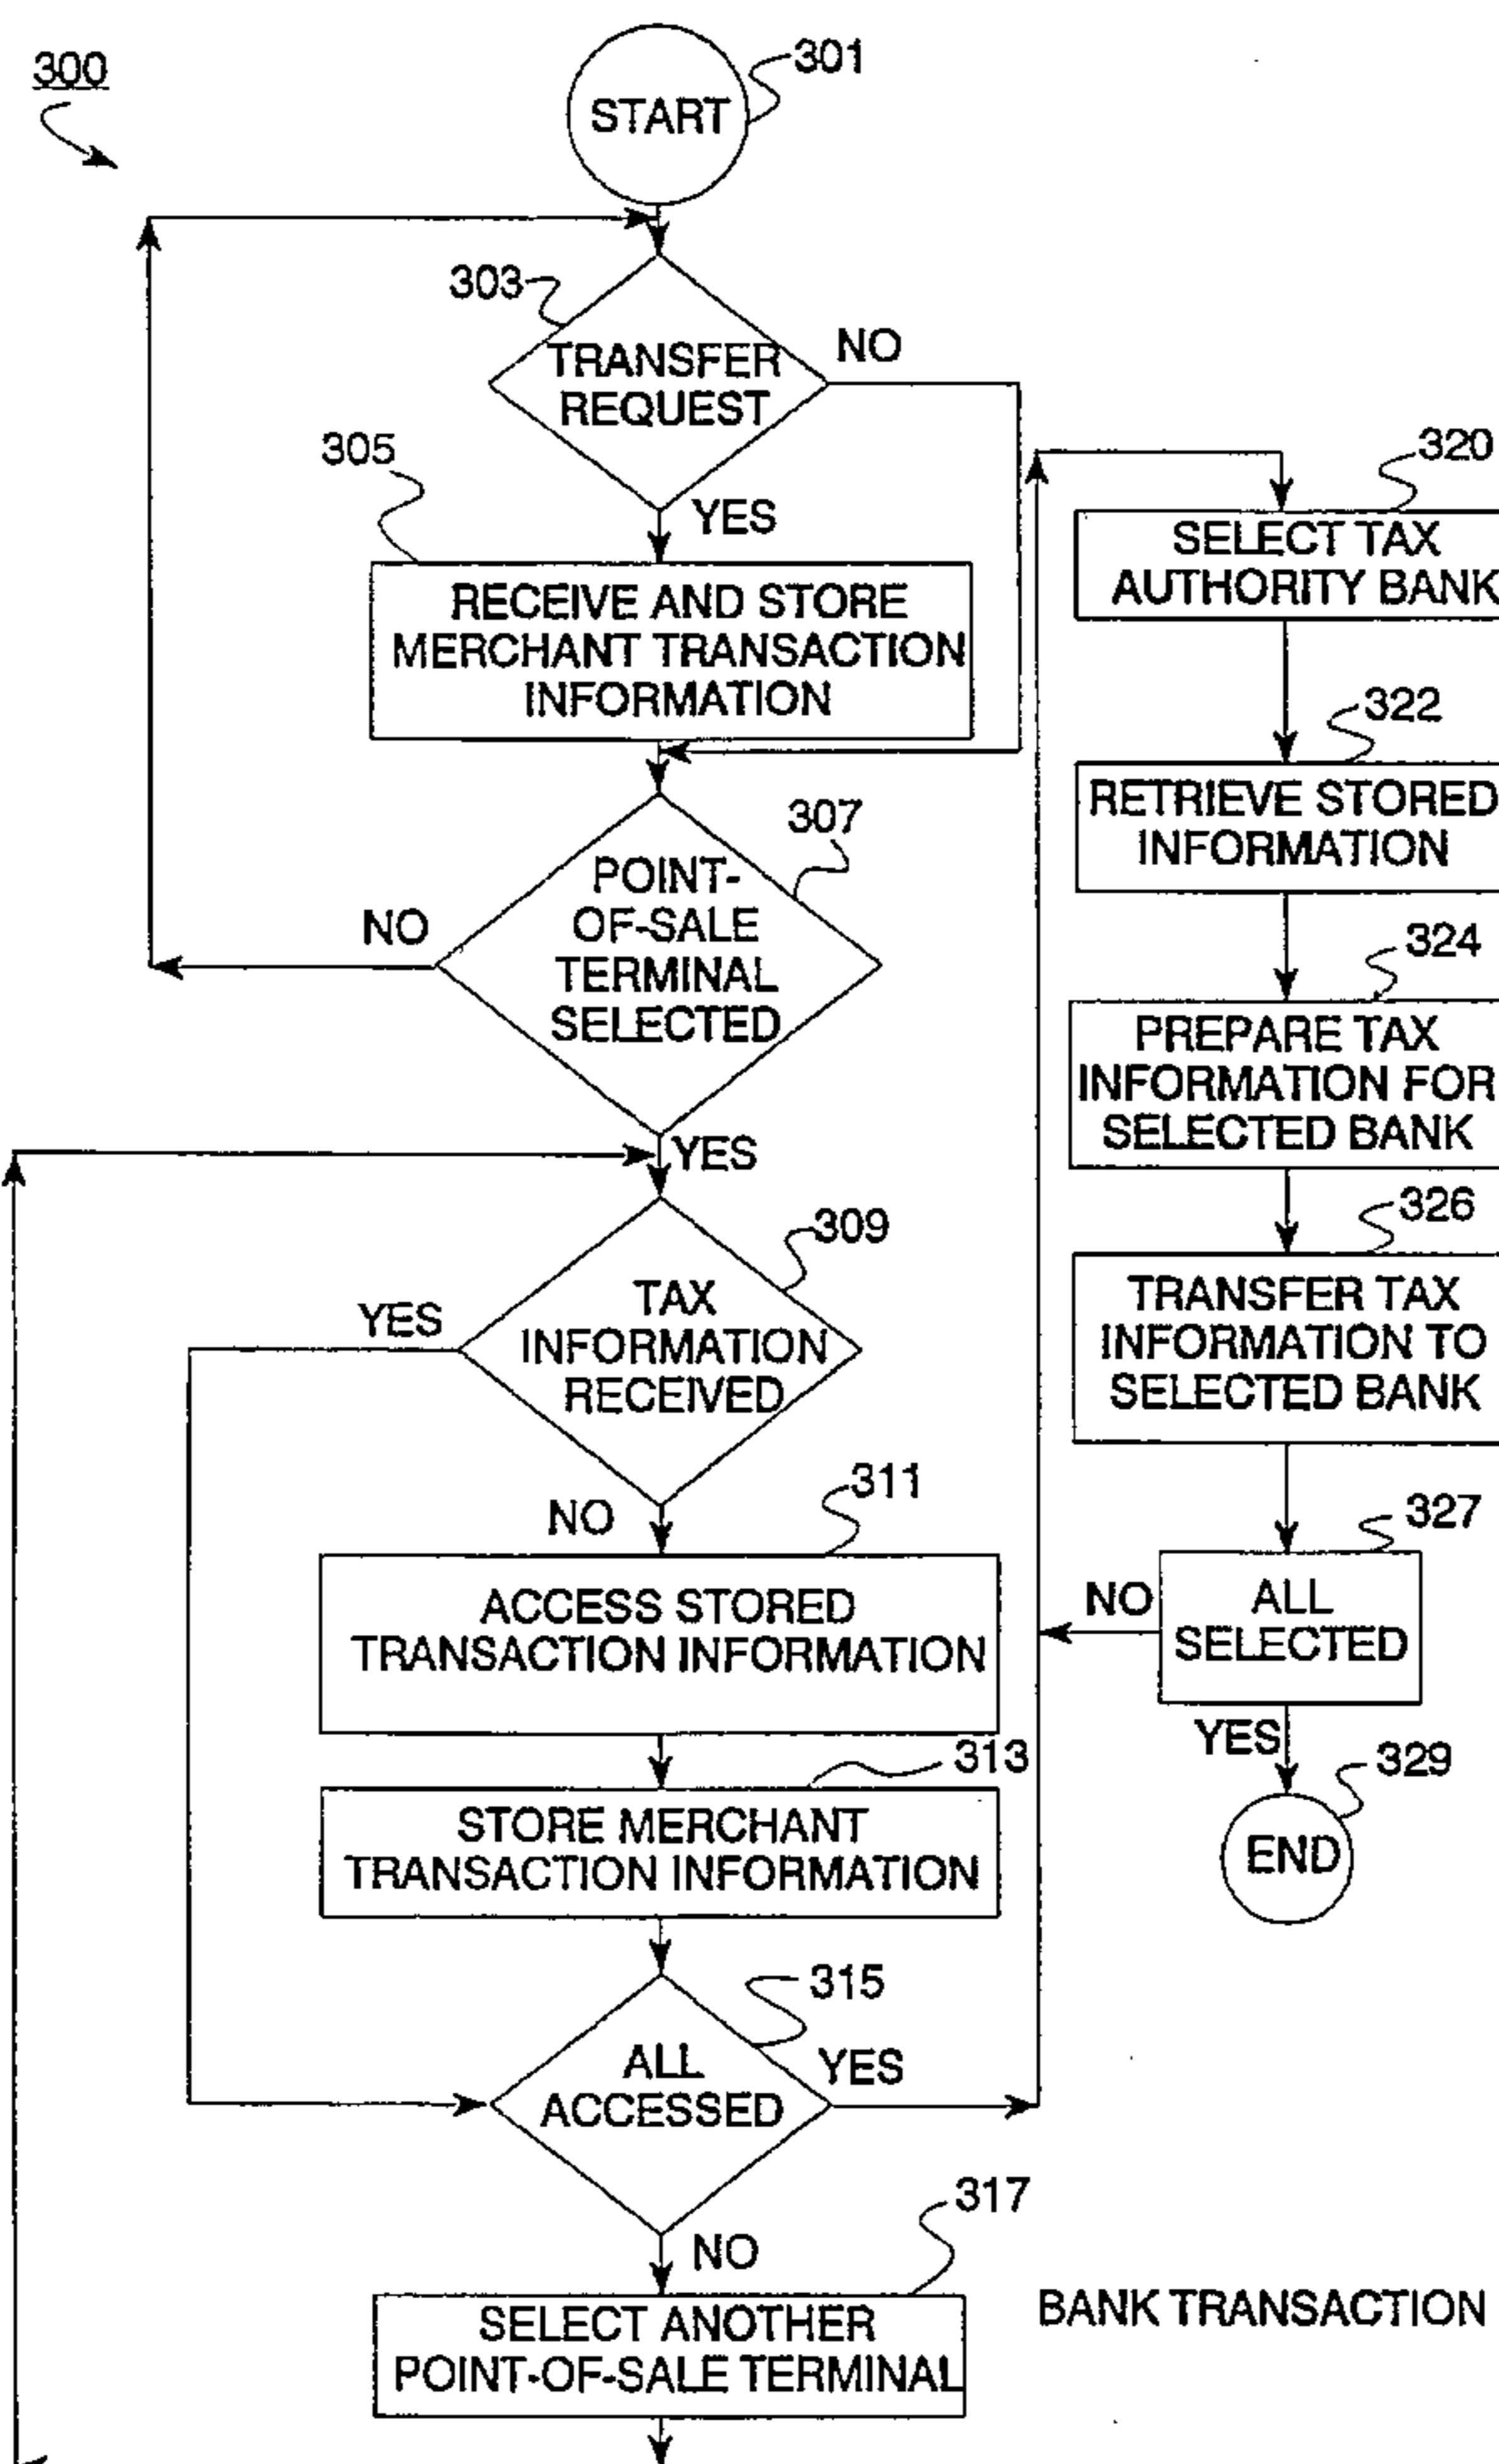 300
START
301
303
TRANSFER
REQUEST
NO
YES
305
RECEIVE AND STORE
MERCHANT TRANSACTION
INFORMATION
307
POINT-
OF-SALE
TERMINAL
SELECTED
NO
YES
309
TAX
INFORMATION
RECEIVED
YES
NO
311
ACCESS STORED
TRANSACTION INFORMATION
313
STORE MERCHANT
TRANSACTION INFORMATION
315
ALL
ACCESSED
YES
NO
317
SELECT ANOTHER
POINT-OF-SALE TERMINAL
320
SELECT TAX
AUTHORITY BANK
322
RETRIEVE STORED
INFORMATION
324
PREPARE TAX
INFORMATION FOR
SELECTED BANK
326
TRANSFER TAX
INFORMATION TO
SELECTED BANK
327
ALL
SELECTED
NO
YES
329
END
BANK TRANSACTION